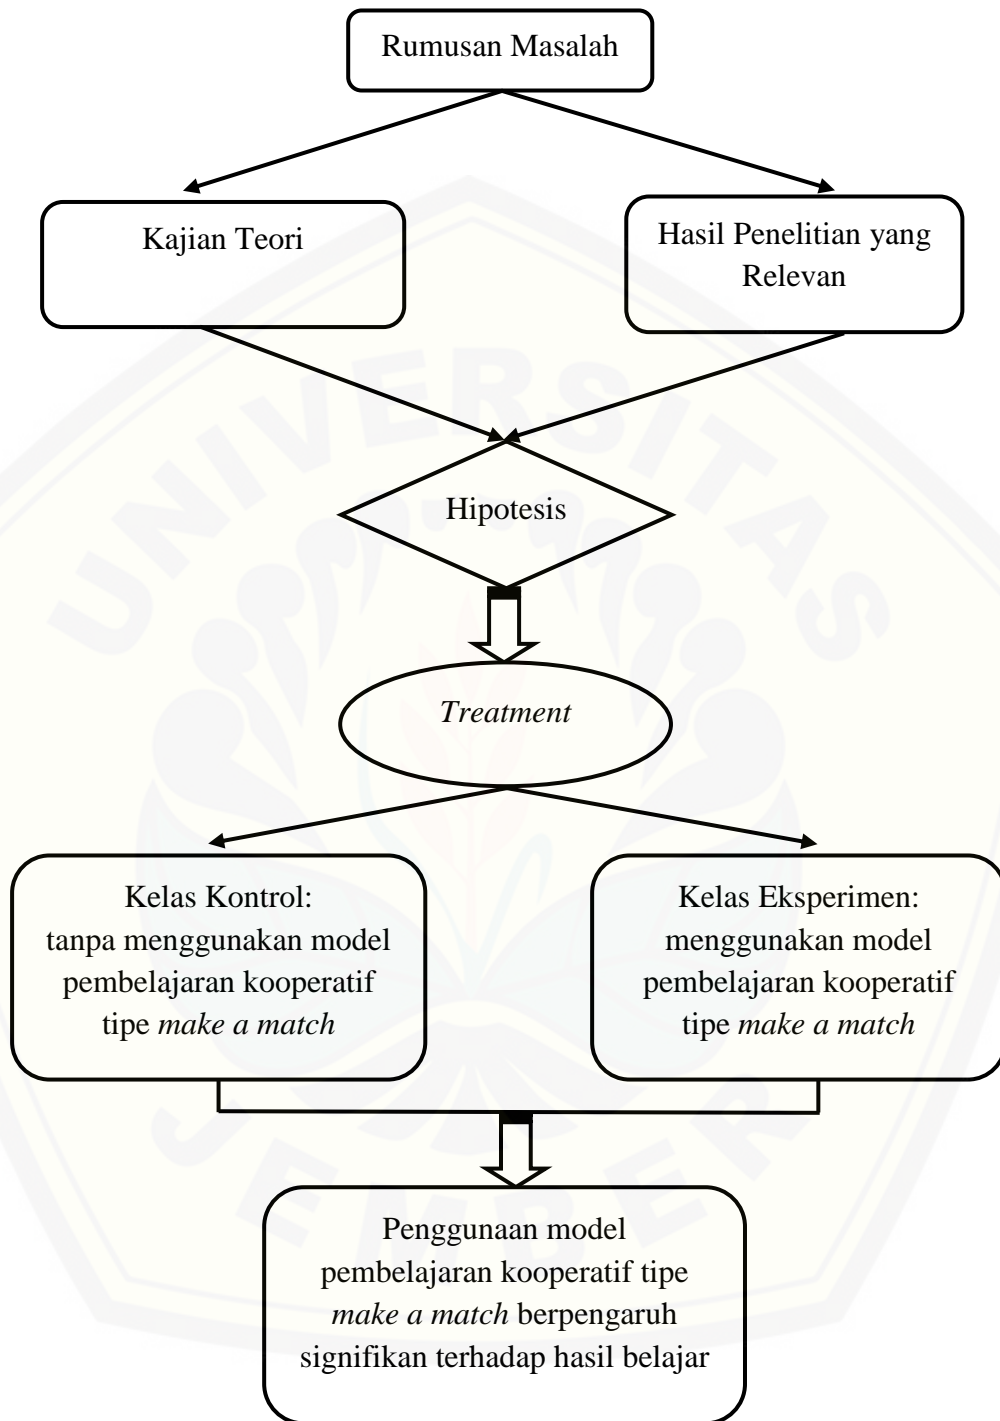 Rumusan Masalah
Kajian Teori
Hasil Penelitian yang
Relevan
Hipotesis
Treatment
Kelas Kontrol:
tanpa menggunakan model
pembelajaran kooperatif
tipe make a match
Kelas Eksperimen:
menggunakan model
pembelajaran kooperatif
tipe make a match
Penggunaan model
pembelajaran kooperatif tipe
make a match berpengaruh
signifikan terhadap hasil belajar
UNIVERSITAS
JEMBER